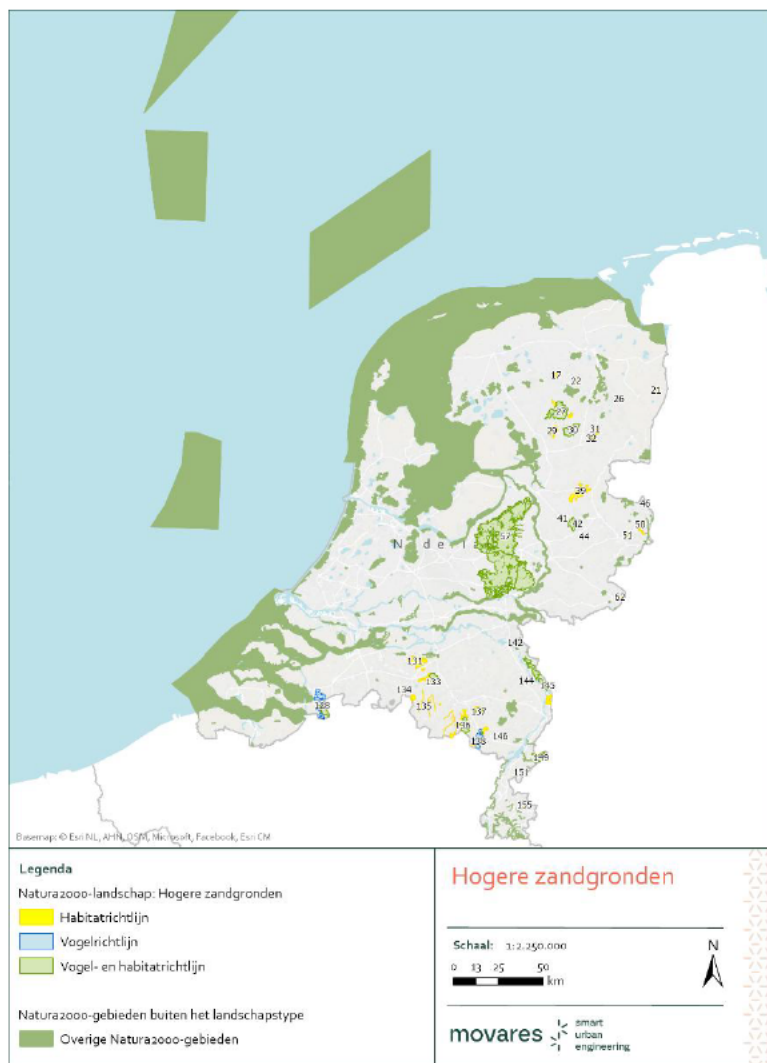 17
22
21
26
27
29
30
31
32
39
46
41
42
50
44
51
57
N e d e r l
62
142
131
133
144
145
134
135
137
136
128
138
140
149
151
155
Basemap: © Esri NL, AHN, OSM, Microsoft, Facebook, Esri CM
Legenda
Natura2000-landschap: Hogere zandgronden
Habitatrichtlijn
Vogelrichtlijn
Vogel- en habitatrichtlijn
Natura2000-gebieden buiten het landschapstype
Overige Natura2000-gebieden
Hogere zandgronden
Schaal: 1:2.250.000
N
0 13 25 50
km
movares
smart
urban
engineering